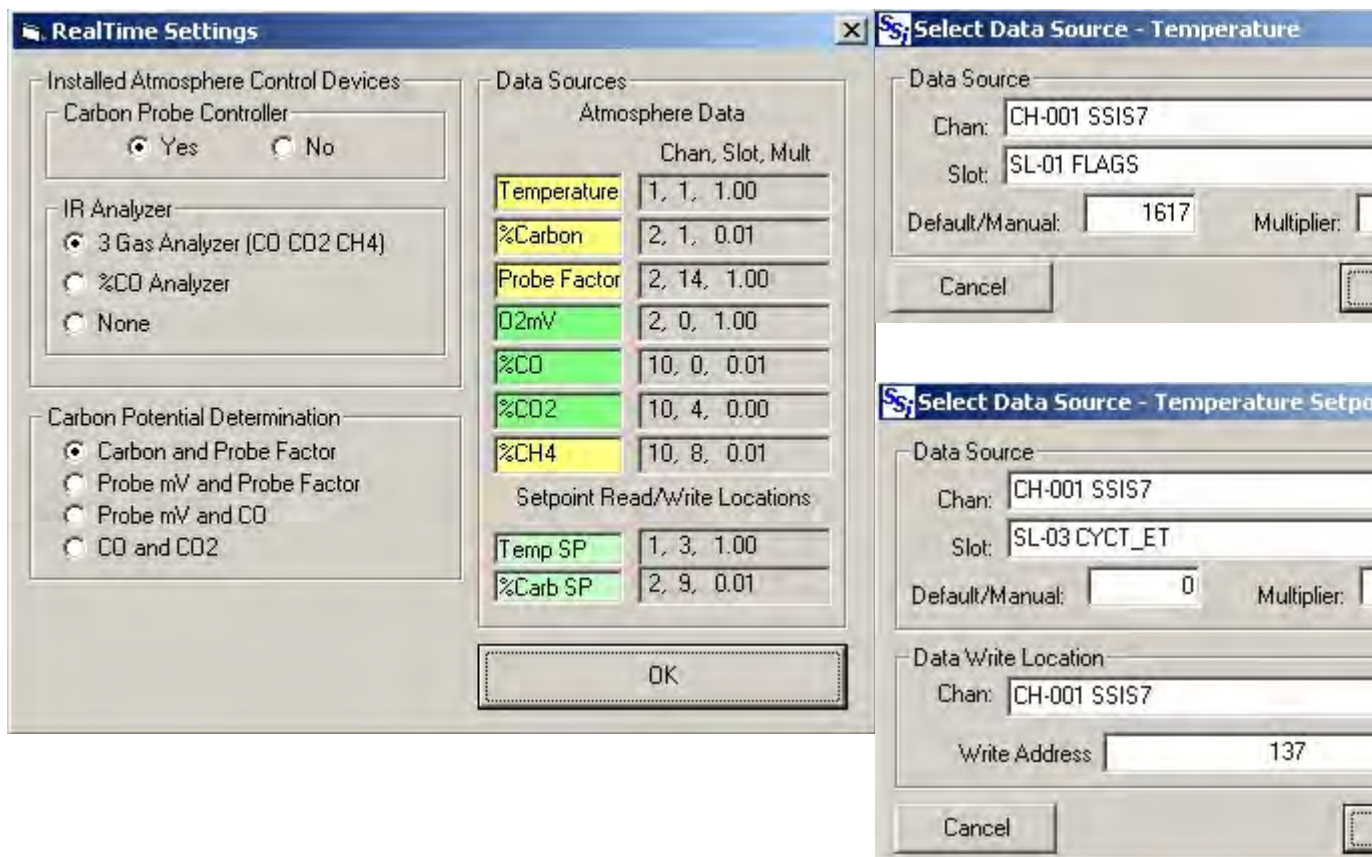 RealTime Settings
Installed Atmosphere Control Devices
Carbon Probe Controller
Yes No
IR Analyzer
3 Gas Analyzer (CO CO2 CH4)
%CO Analyzer
None
Carbon Potential Determination
Carbon and Probe Factor
Probe mV and Probe Factor
Probe mV and CO
CO and CO2
Data Sources
Atmosphere Data
Chan, Slot, Mult
Temperature 1, 1, 1.00
%Carbon 2, 1, 0.01
Probe Factor 2, 14, 1.00
O2mV 2, 0, 1.00
%CO 10, 0, 0.01
%CO2 10, 4, 0.00
%CH4 10, 8, 0.01
Setpoint Read/Write Locations
Temp SP 1, 3, 1.00
%Carb SP 2, 9, 0.01
OK
SSi Select Data Source - Temperature
Data Source
Chan: CH-001 SSIS7
Slot: SL-01 FLAGS
Default/Manual: 1617 Multiplier:
Cancel
SSi Select Data Source - Temperature Setpo
Data Source
Chan: CH-001 SSIS7
Slot: SL-03 CYCT_ET
Default/Manual: 0 Multiplier:
Data Write Location
Chan: CH-001 SSIS7
Write Address 137
Cancel